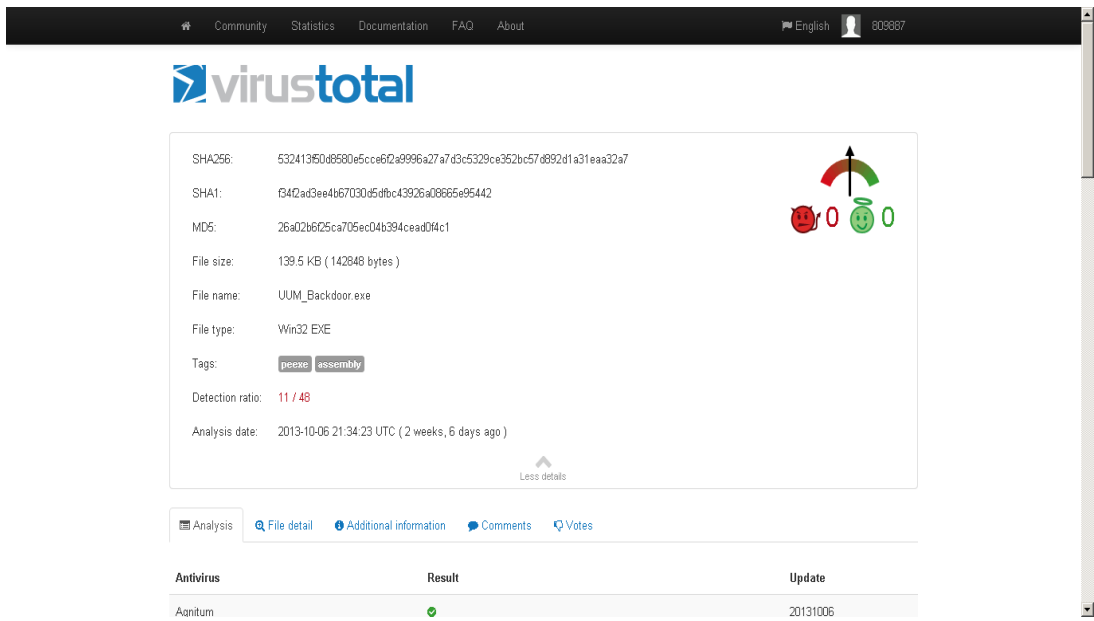 Community Statistics Documentation FAQ About English 809887
virustotal
SHA256: 532413f50d8580e5cce6f2a9996a27a7d3c5329ce352bc57d892d1a31eaa32a7
SHA1: f34f2ad3ee4b67030d5dfbc43926a08665e95442
MD5: 26a02b6f25ca705ec04b394cead0f4c1
0 0
File size: 139.5 KB ( 142848 bytes )
File name: UUM_Backdoor.exe
File type: Win32 EXE
Tags: peexe assembly
Detection ratio: 11 / 48
Analysis date: 2013-10-06 21:34:23 UTC ( 2 weeks, 6 days ago )
Less details
Analysis File detail Additional information Comments Votes
Antivirus Result Update
Agnitum 20131006